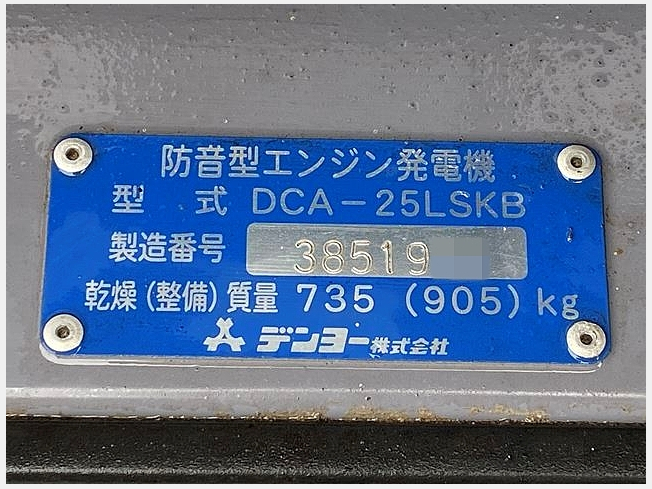 防音型エンジン発電機
型 式 DCA-25LSKB
製造番号 38519
乾燥(整備)質量 735 (905)kg
デンヨー株式会社